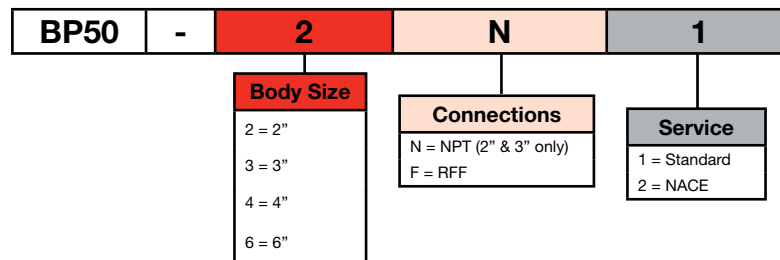 BP50 - 2 N 1
Body Size
2 = 2”
3 = 3”
4 = 4”
6 = 6”
Connections
N = NPT (2” & 3” only)
F = RFF
Service
1 = Standard
2 = NACE